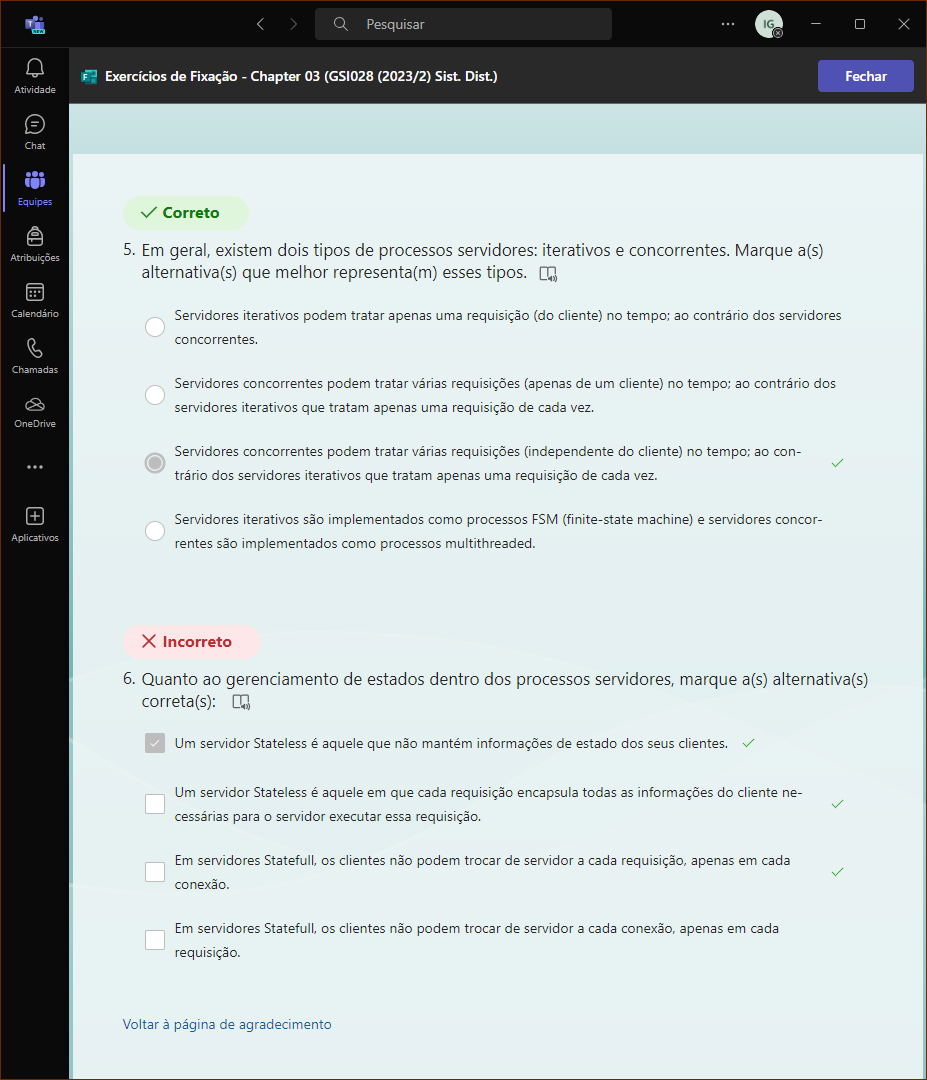 Pesquisar
IG
Atividade
Chat
Equipes
Atribuições
Calendário
Chamadas
OneDrive
Aplicativos
Exercícios de Fixação - Chapter 03 (GSI028 (2023/2) Sist. Dist.)
Fechar
Correto
5. Em geral, existem dois tipos de processos servidores: iterativos e concorrentes. Marque a(s)
alternativa(s) que melhor representa(m) esses tipos.
Servidores iterativos podem tratar apenas uma requisição (do cliente) no tempo; ao contrário dos servidores
concorrentes.
Servidores concorrentes podem tratar várias requisições (apenas de um cliente) no tempo; ao contrário dos
servidores iterativos que tratam apenas uma requisição de cada vez.
Servidores concorrentes podem tratar várias requisições (independente do cliente) no tempo; ao con-
trário dos servidores iterativos que tratam apenas uma requisição de cada vez.
Servidores iterativos são implementados como processos FSM (finite-state machine) e servidores concor-
rentes são implementados como processos multithreaded.
Incorreto
6. Quanto ao gerenciamento de estados dentro dos processos servidores, marque a(s) alternativa(s)
correta(s):
Um servidor Stateless é aquele que não mantém informações de estado dos seus clientes.
Um servidor Stateless é aquele em que cada requisição encapsula todas as informações do cliente ne-
cessárias para o servidor executar essa requisição.
Em servidores Statefull, os clientes não podem trocar de servidor a cada requisição, apenas em cada
conexão.
Em servidores Statefull, os clientes não podem trocar de servidor a cada conexão, apenas em cada
requisição.
Voltar à página de agradecimento